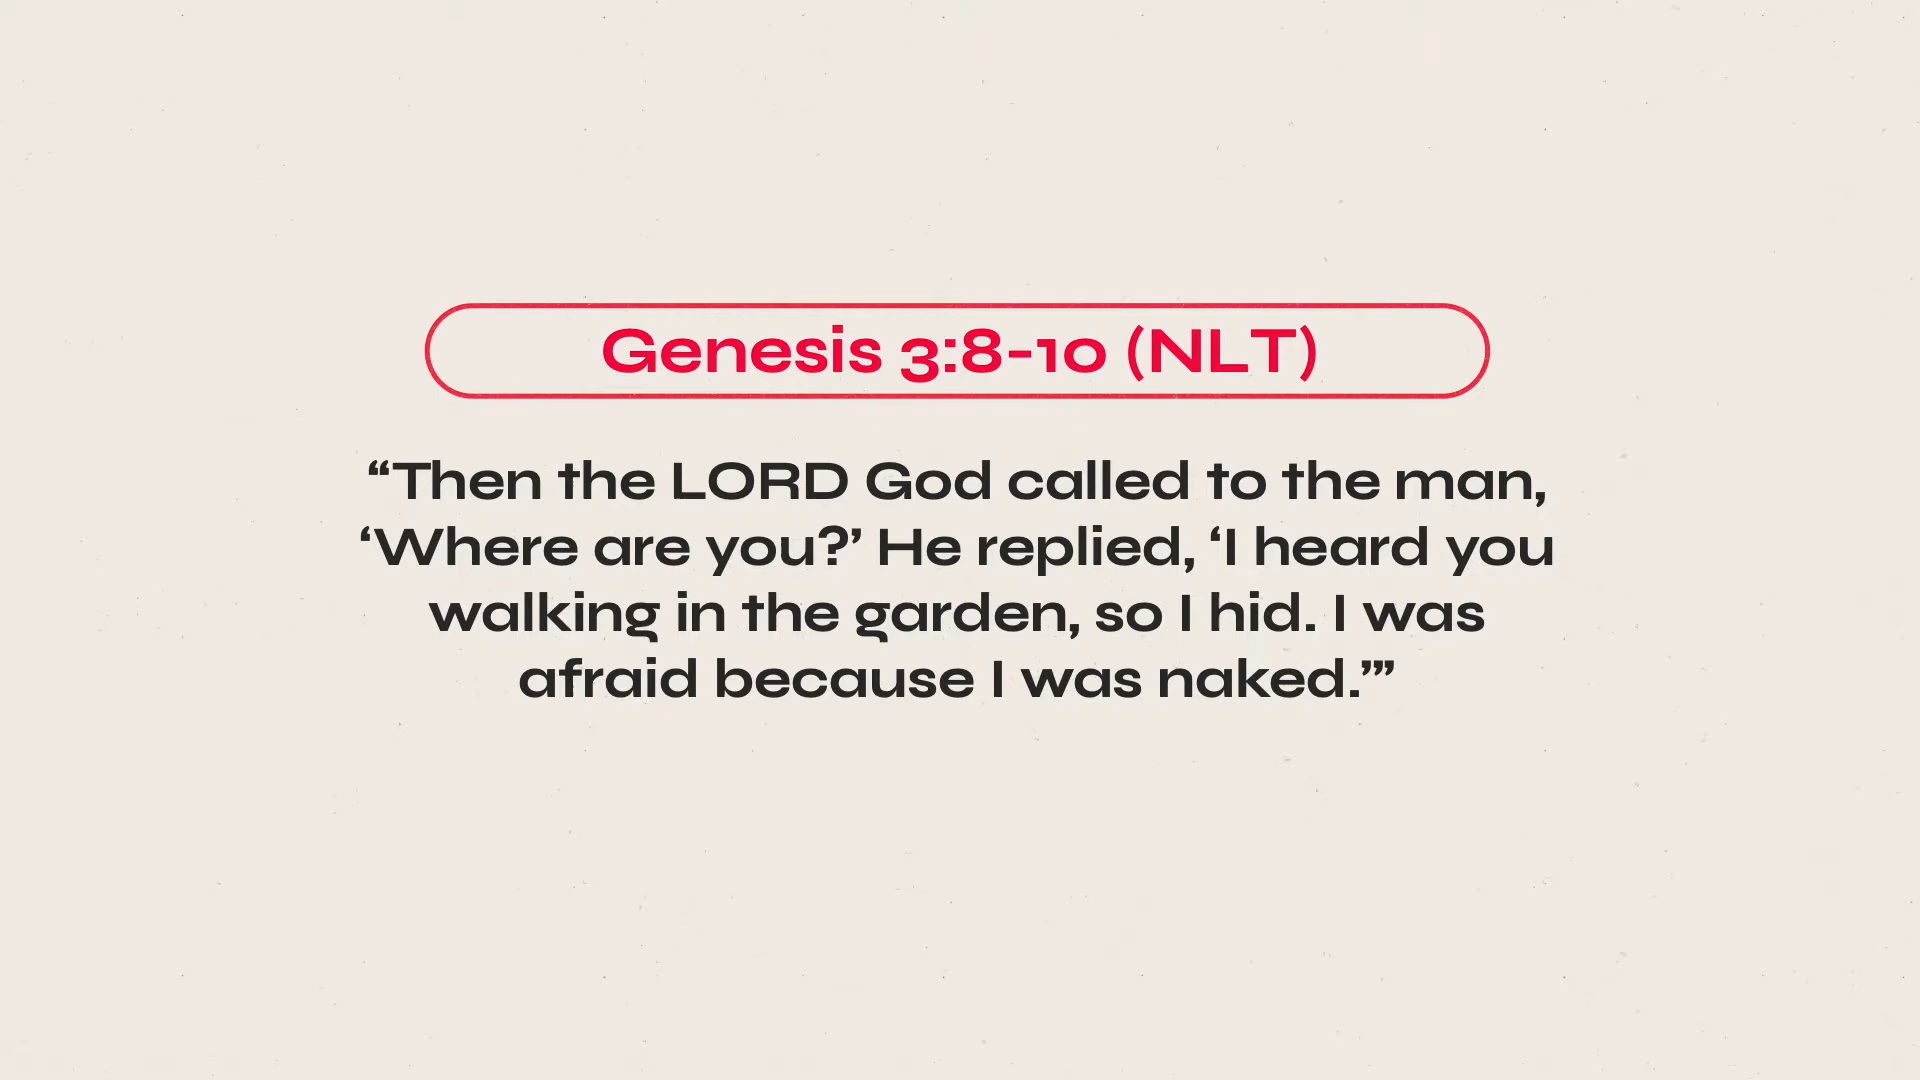 Genesis 3:8-10 (NLT)
“Then the LORD God called to the man,
‘Where are you?’ He replied, ‘I heard you
walking in the garden, so I hid. I was
afraid because I was naked.’”